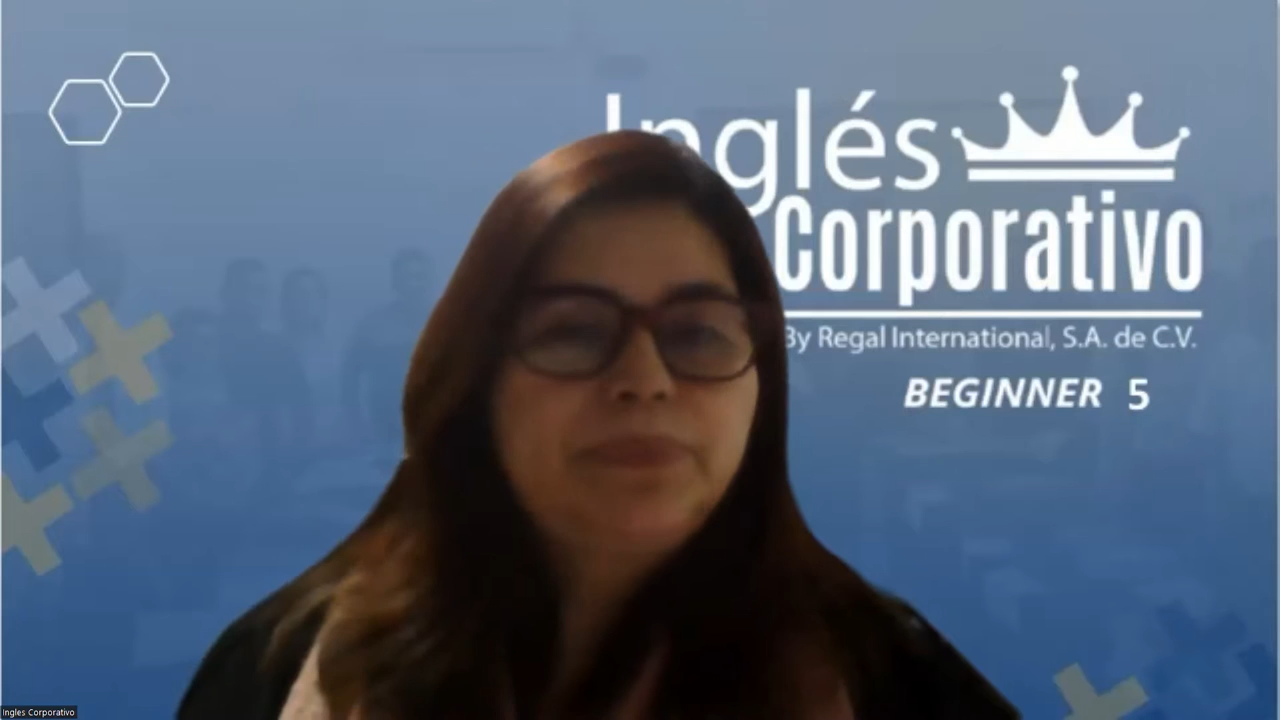 Inglés
Corporativo
By Regal International, S.A. de C.V.
BEGINNER 5
Ingles Corporativo